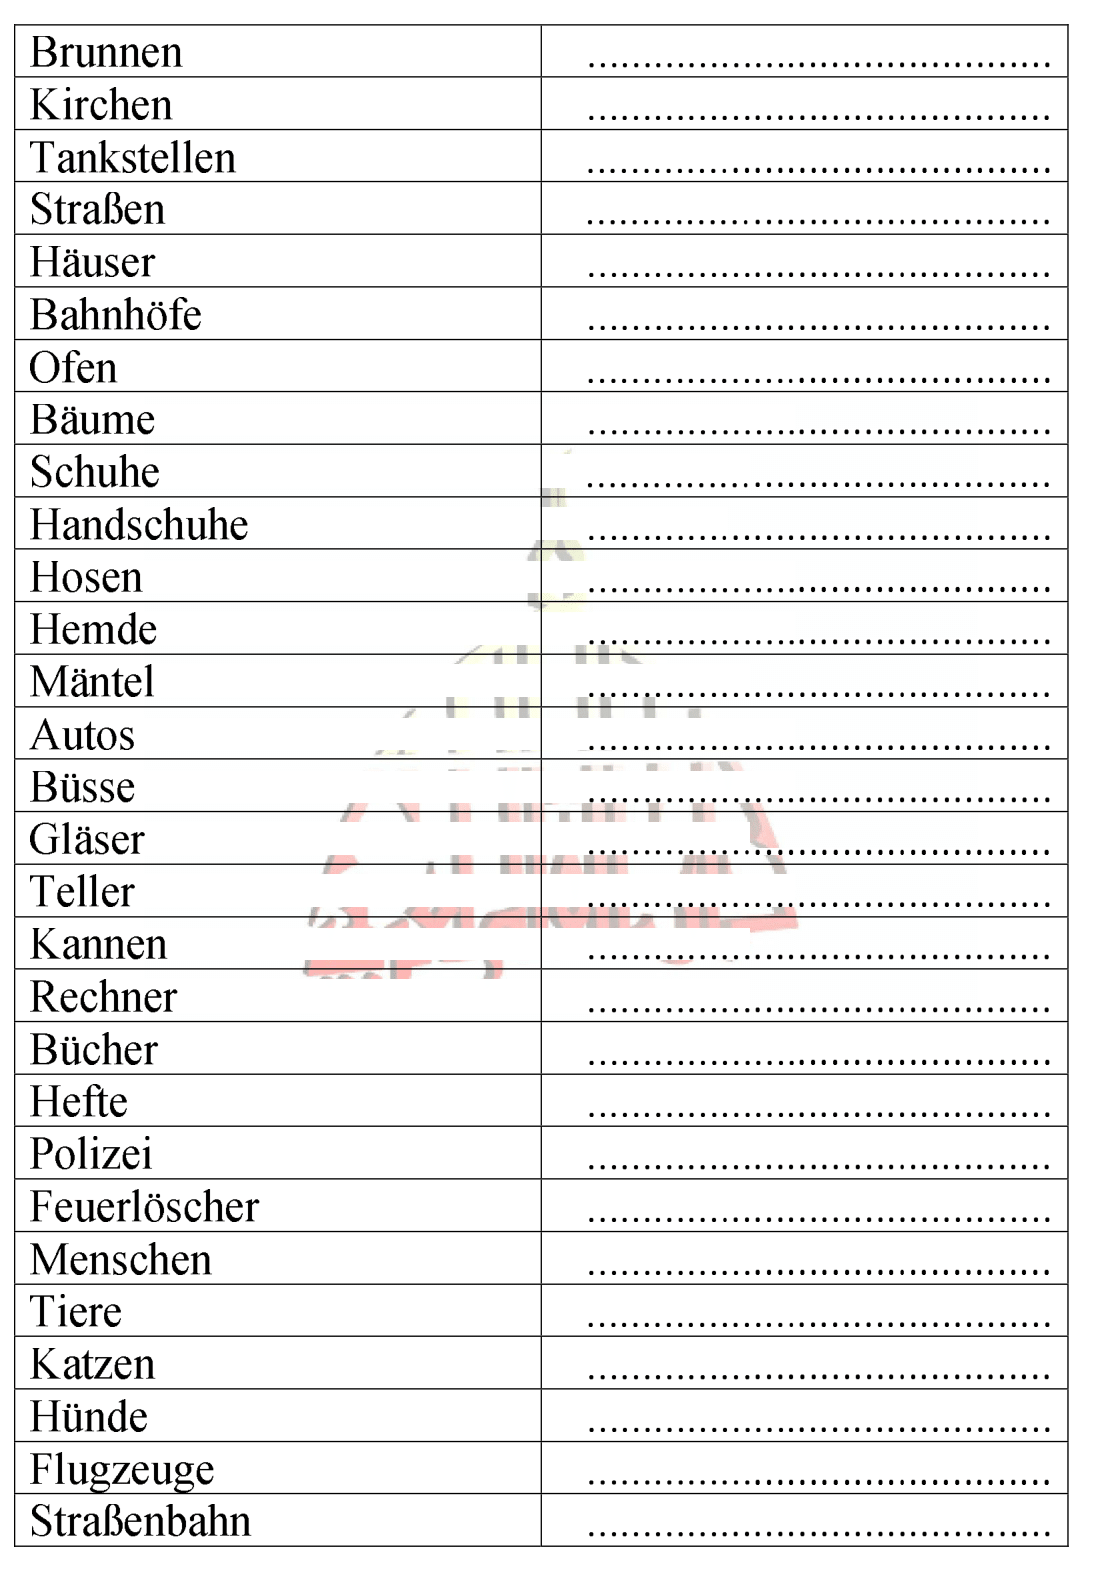 Brunnen ..........................................
Kirchen ..........................................
Tankstellen ..........................................
Straßen ..........................................
Häuser ..........................................
Bahnhöfe ..........................................
Ofen ..........................................
Bäume ..........................................
Schuhe ..........................................
Handschuhe ..........................................
Hosen ..........................................
Hemde ..........................................
Mäntel ..........................................
Autos ..........................................
Büsse ..........................................
Gläser ..........................................
Teller ..........................................
Kannen ..........................................
Rechner ..........................................
Bücher ..........................................
Hefte ..........................................
Polizei ..........................................
Feuerlöscher ..........................................
Menschen ..........................................
Tiere ..........................................
Katzen ..........................................
Hünde ..........................................
Flugzeuge ..........................................
Straßenbahn ..........................................